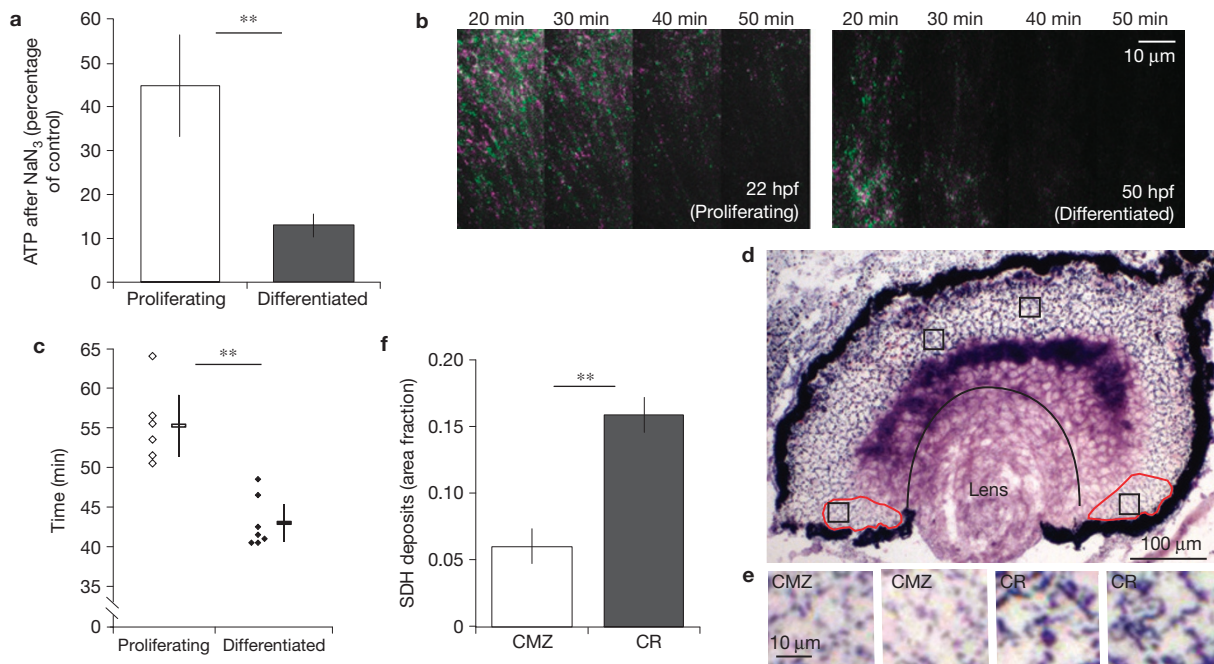 a
60
50
40
30
20
10
0
ATP after NaN3 (percentage
of control)
**
Proliferating
Differentiated
b
20 min 30 min 40 min 50 min
22 hpf
(Proliferating)
20 min 30 min 40 min 50 min
10 μm
50 hpf
(Differentiated)
c
65
60
55
50
45
40
35
0
Time (min)
**
Proliferating
Differentiated
f
0.20
0.15
0.10
0.05
0
SDH deposits (area fraction)
**
CMZ
CR
d
Lens
100 μm
e
CMZ
10 μm
CMZ
CR
CR